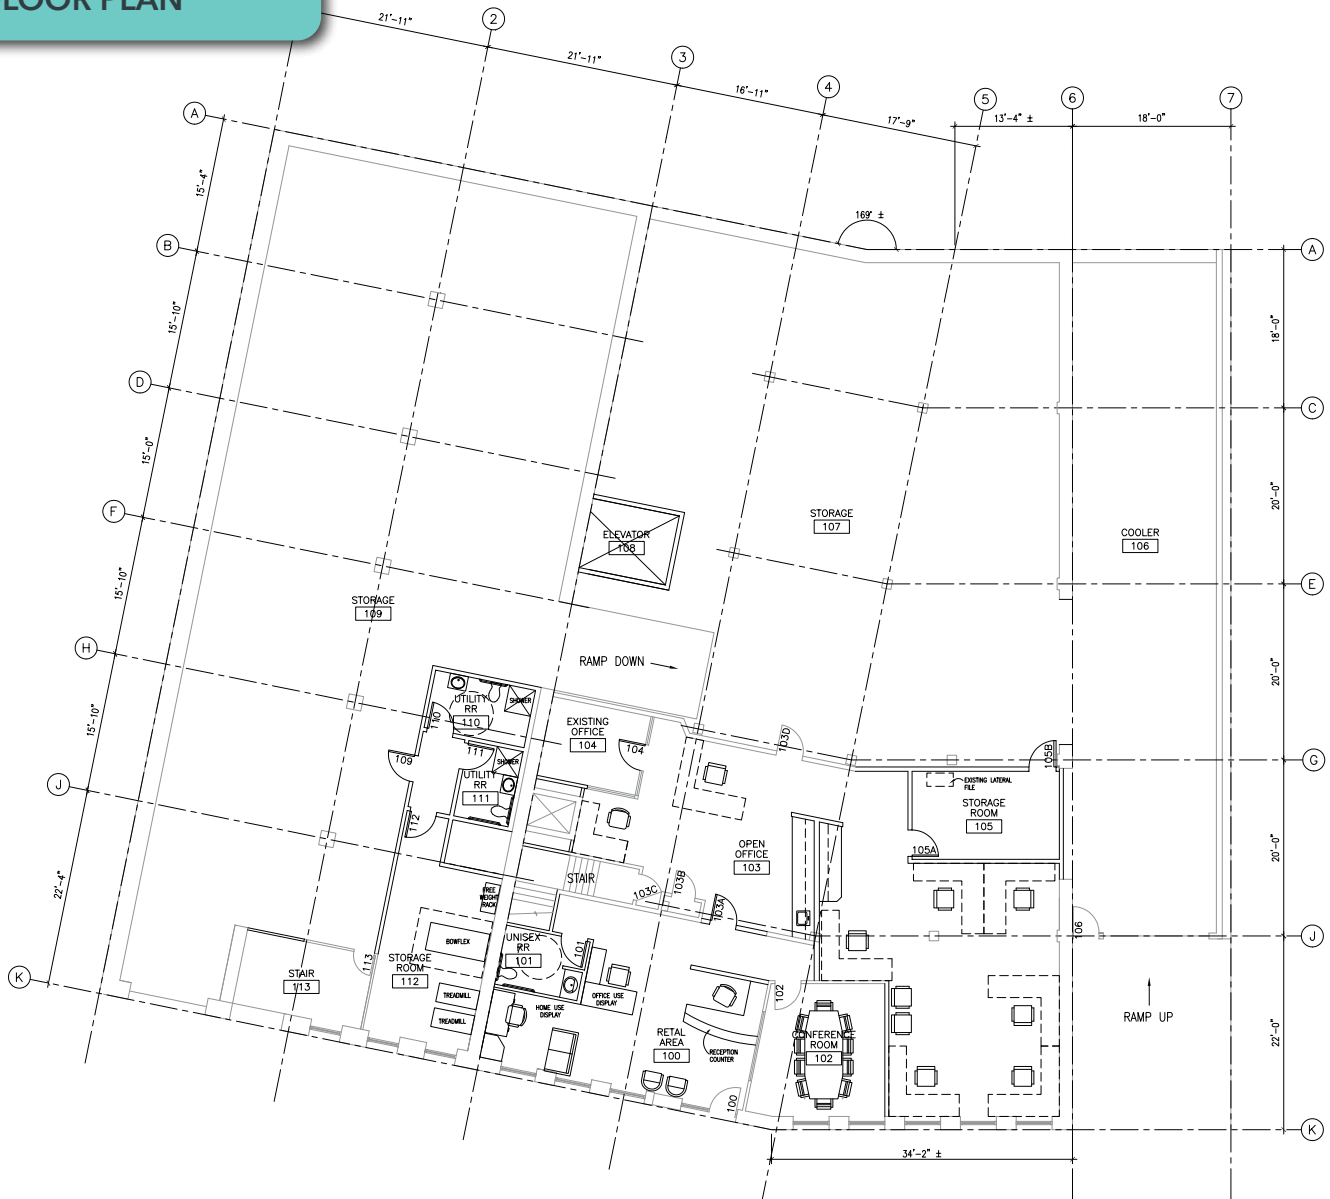 LOOR PLAN
21'-11"
2
21'-11"
3
16'-11"
4
17'-9"
5
13'-4" ±
6
18'-0"
7
A
15'-4"
B
15'-10"
D
15'-0"
F
15'-10"
H
15'-10"
J
22'-4"
K
169° ±
A
18'-0"
C
20'-0"
E
20'-0"
G
20'-0"
J
22'-0"
K
STORAGE
107
COOLER
106
ELEVATOR
108
STORAGE
109
RAMP DOWN
UTILITY
RR
110
SHOWER
110
109
111
SHOWER
UTILITY
RR
111
112
EXISTING
OFFICE
104
104
103D
105B
EXISTING LATERAL
FILE
STORAGE
ROOM
105
105A
OPEN
OFFICE
103
STAIR
103C
103B
103A
106
FREE
WEIGHT
RACK
BOWFLEX
UNISEX
RR
101
101
STORAGE
ROOM
112
113
STAIR
113
TREADMILL
TREADMILL
HOME USE
DISPLAY
OFFICE USE
DISPLAY
RETAL
AREA
100
RECEPTION
COUNTER
100
102
CONFERENCE
ROOM
102
RAMP UP
34'-2" ±